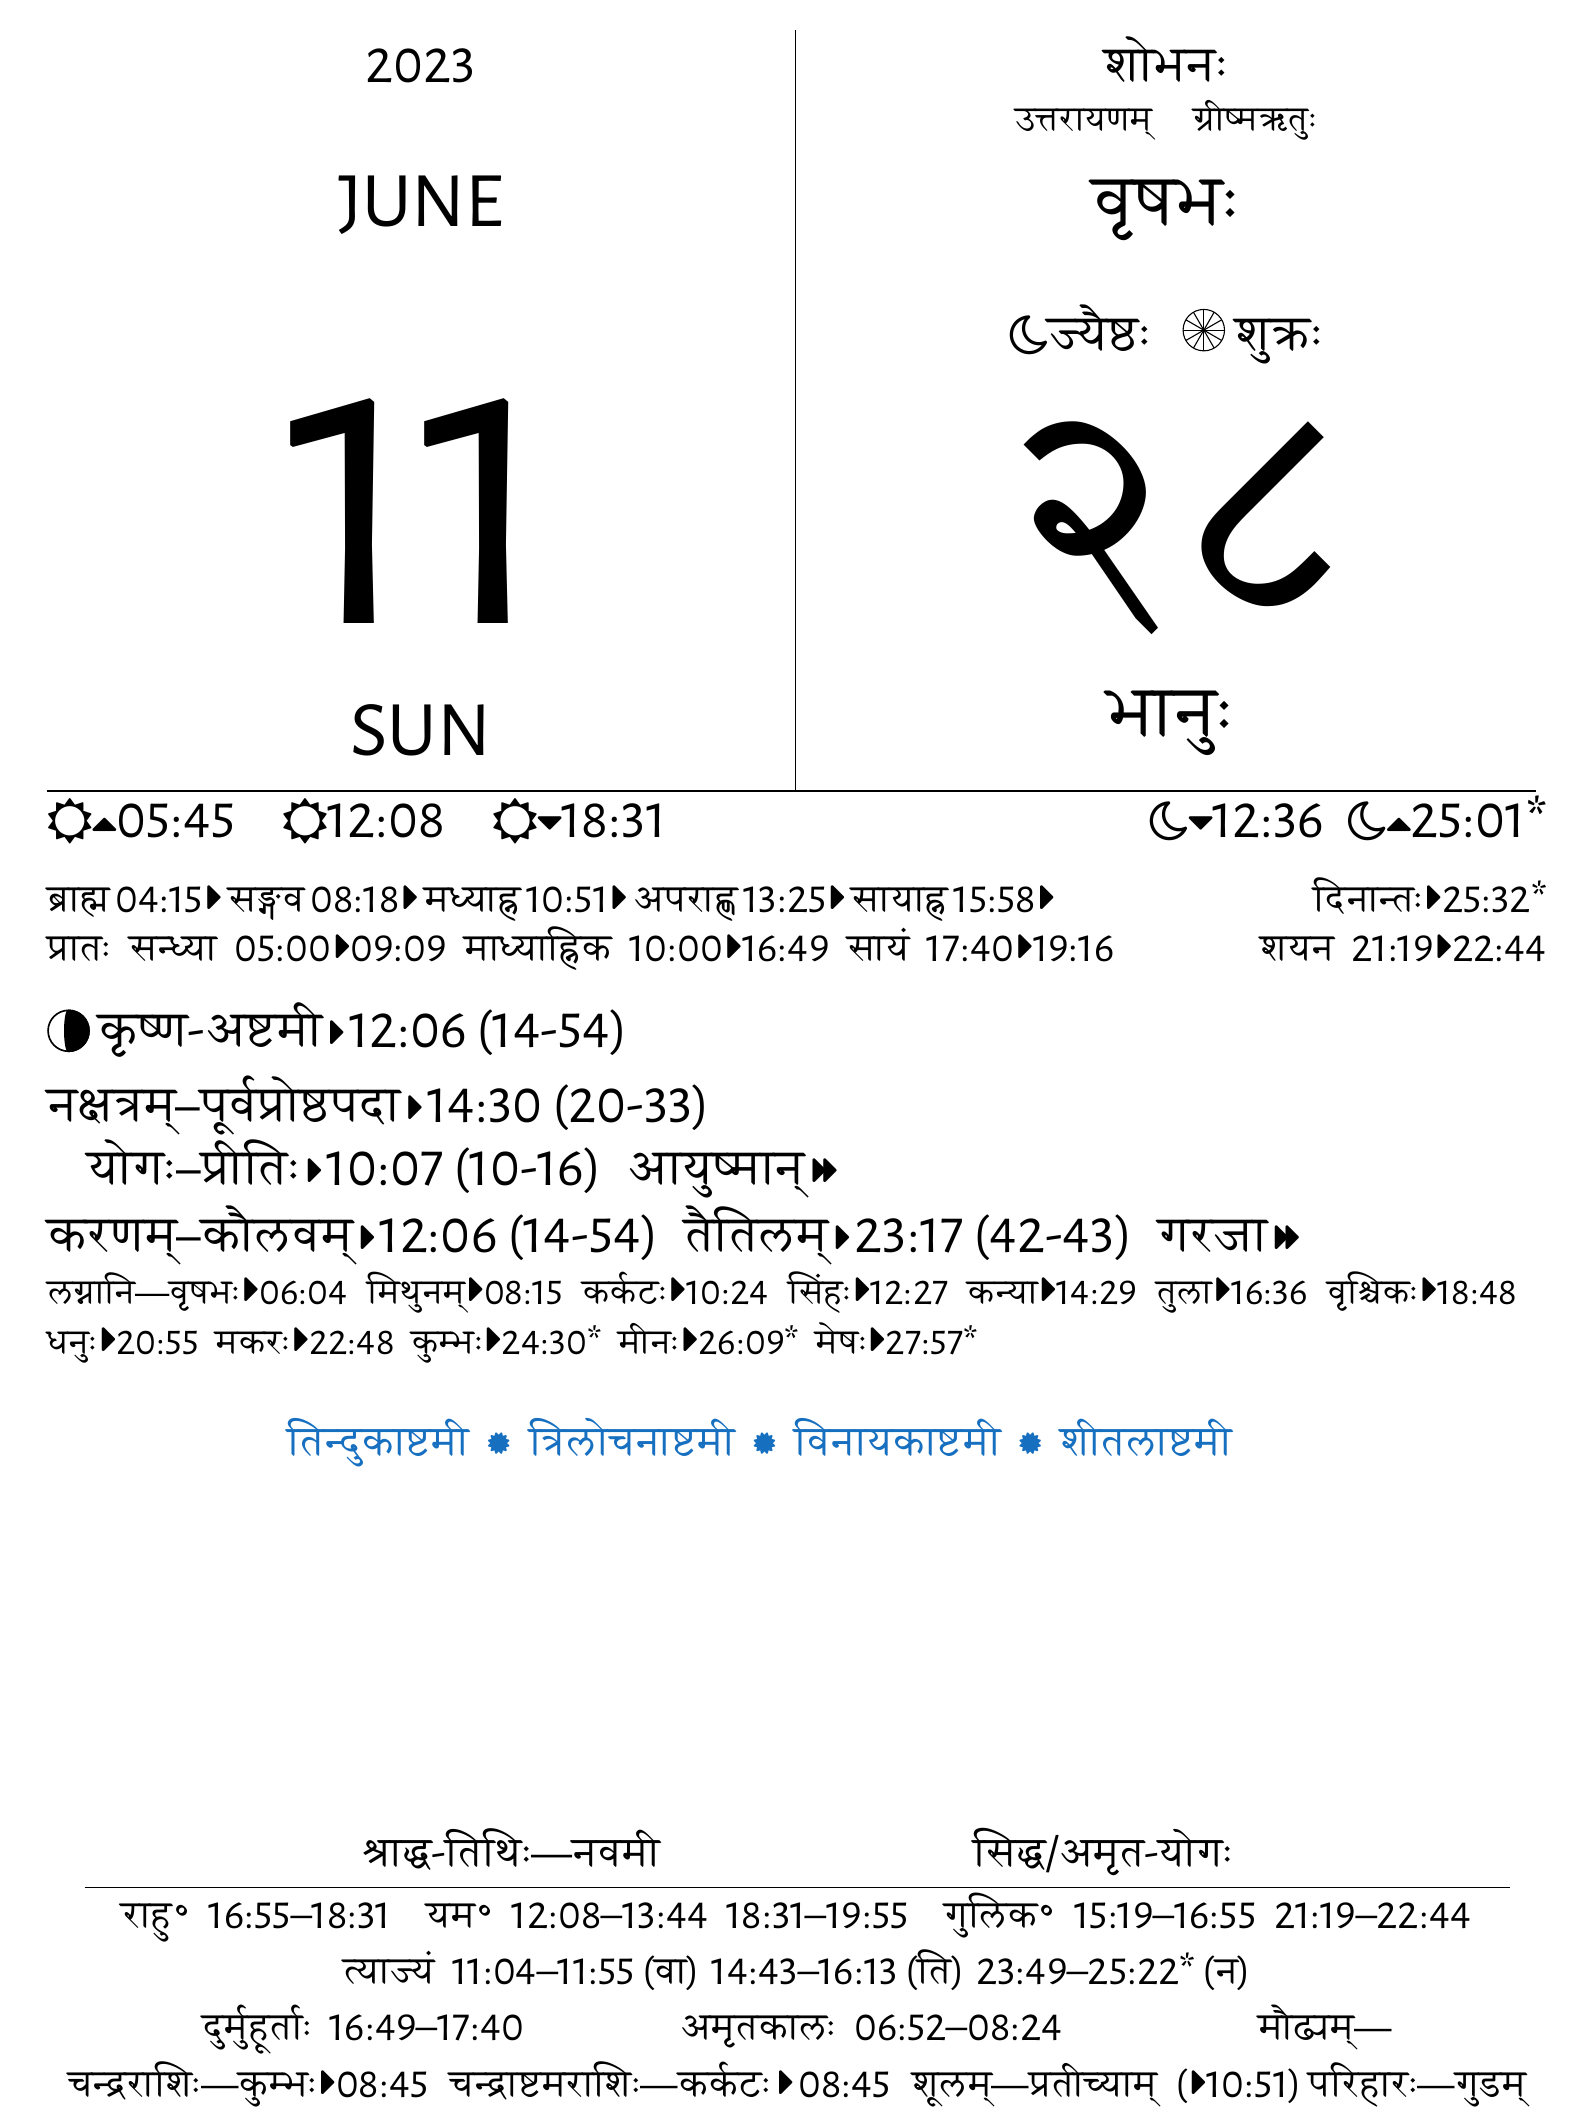 2023
JUNE
11
SUN
शोभनः
उत्तरायणम् ग्रीष्मऋतुः
वृषभः
ज्यैष्ठः शुक्रः
२८
भानुः
05:45 12:08 18:31 12:36 25:01*
ब्राह्म 04:15 सङ्गव 08:18 मध्याह्न 10:51 अपराह्ण 13:25 सायाह्न 15:58 दिनान्तः 25:32*
प्रातः सन्ध्या 05:00 09:09 माध्याह्निक 10:00 16:49 सायं 17:40 19:16 शयन 21:19 22:44
कृष्ण-अष्टमी 12:06 (14-54)
नक्षत्रम्–पूर्वप्रोष्ठपदा 14:30 (20-33)
योगः–प्रीतिः 10:07 (10-16) आयुष्मान्
करणम्–कौलवम् 12:06 (14-54) तैतिलम् 23:17 (42-43) गरजा
लग्नानि—वृषभः 06:04 मिथुनम् 08:15 कर्कटः 10:24 सिंहः 12:27 कन्या 14:29 तुला 16:36 वृश्चिकः 18:48
धनुः 20:55 मकरः 22:48 कुम्भः 24:30* मीनः 26:09* मेषः 27:57*
तिन्दुकाष्टमी ✹ त्रिलोचनाष्टमी ✹ विनायकाष्टमी ✹ शीतलाष्टमी
श्राद्ध-तिथिः—नवमी सिद्ध/अमृत-योगः
राहु॰ 16:55–18:31 यम॰ 12:08–13:44 18:31–19:55 गुलिक॰ 15:19–16:55 21:19–22:44
त्याज्यं 11:04–11:55 (वा) 14:43–16:13 (ति) 23:49–25:22* (न)
दुर्मुहूर्ताः 16:49–17:40 अमृतकालः 06:52–08:24 मौढ्यम्—
चन्द्रराशिः—कुम्भः 08:45 चन्द्राष्टमराशिः—कर्कटः 08:45 शूलम्—प्रतीच्याम् (10:51) परिहारः—गुडम्